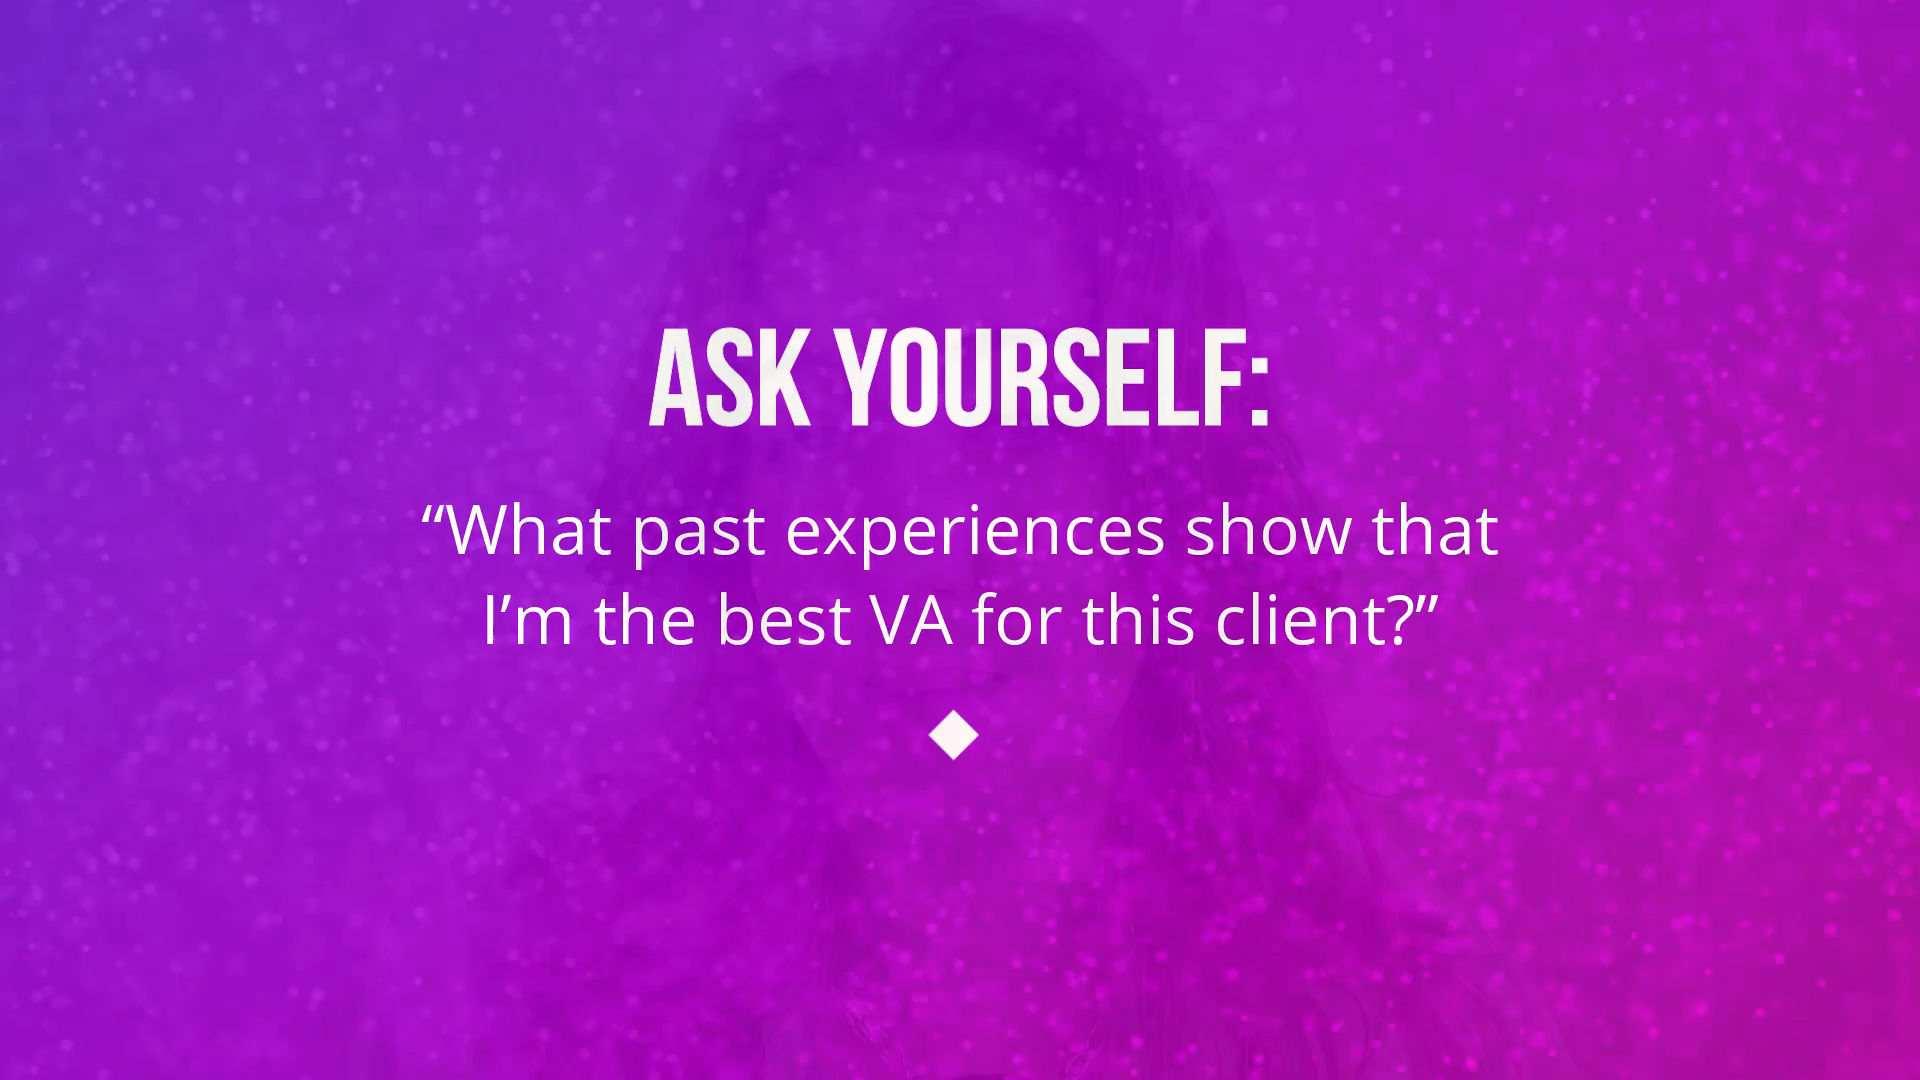 ASK YOURSELF:
“What past experiences show that
I’m the best VA for this client?”